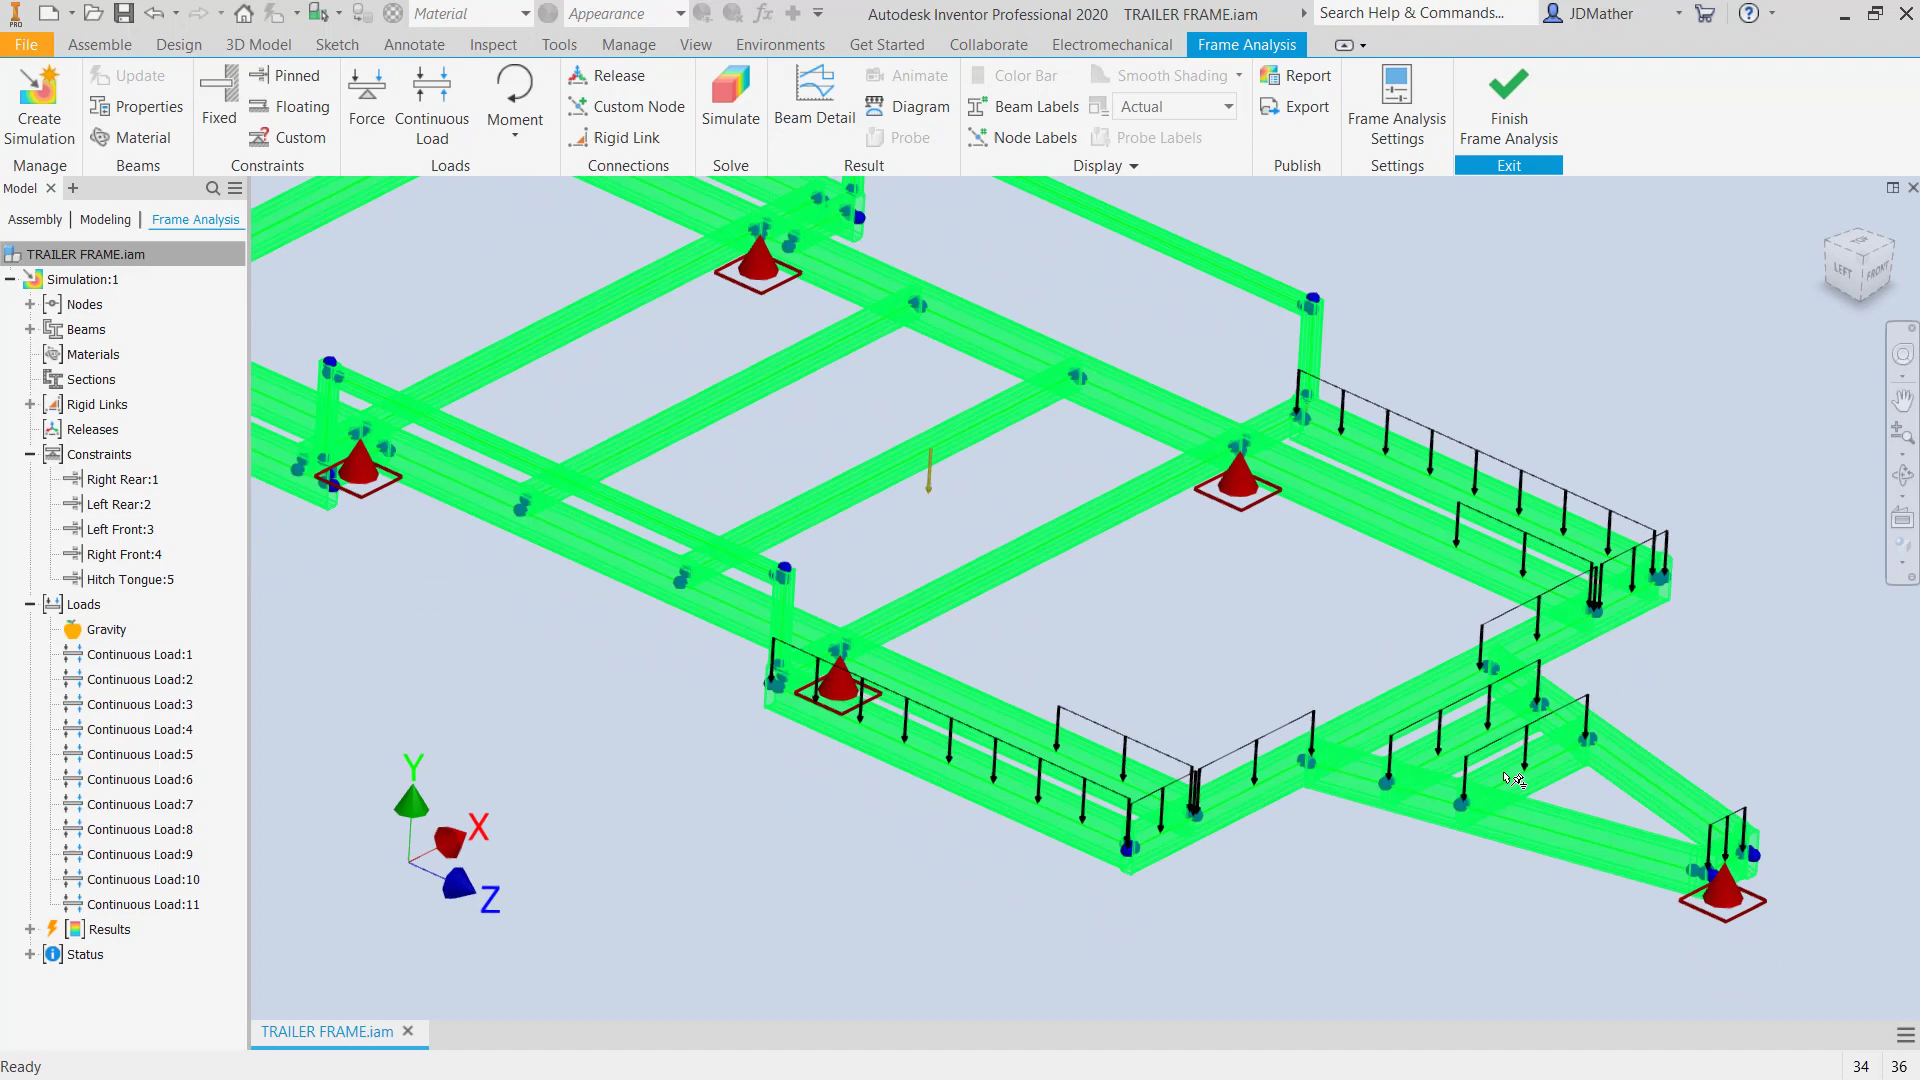 PRO Material Appearance fx Autodesk Inventor Professional 2020 TRAILER FRAME.iam Search Help & Commands... JDMather
File Assemble Design 3D Model Sketch Annotate Inspect Tools Manage View Environments Get Started Collaborate Electromechanical Frame Analysis
Create Simulation
Manage
Update
Properties
Material
Beams
Fixed
Pinned
Floating
Custom
Constraints
Force
Continuous Load
Moment
Loads
Release
Custom Node
Rigid Link
Connections
Simulate
Solve
Beam Detail
Animate
Diagram
Probe
Result
Color Bar
Beam Labels
Node Labels
Smooth Shading
Actual
Probe Labels
Display
Report
Export
Publish
Frame Analysis Settings
Settings
Finish Frame Analysis
Exit
Model
Assembly | Modeling | Frame Analysis
TRAILER FRAME.iam
Simulation:1
Nodes
Beams
Materials
Sections
Rigid Links
Releases
Constraints
Right Rear:1
Left Rear:2
Left Front:3
Right Front:4
Hitch Tongue:5
Loads
Gravity
Continuous Load:1
Continuous Load:2
Continuous Load:3
Continuous Load:4
Continuous Load:5
Continuous Load:6
Continuous Load:7
Continuous Load:8
Continuous Load:9
Continuous Load:10
Continuous Load:11
Results
Status
LEFT FRONT
Y
X
Z
TRAILER FRAME.iam
Ready 34 36